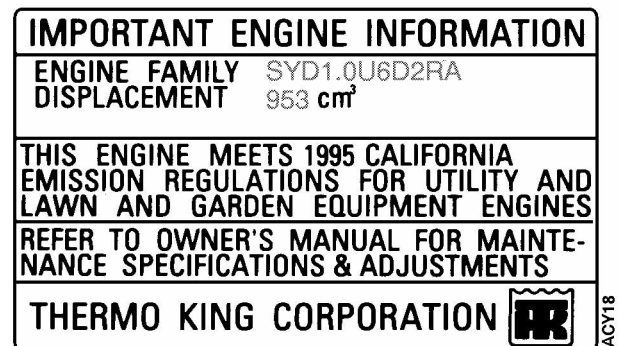 IMPORTANT ENGINE INFORMATION
ENGINE FAMILY SYD1.0U6D2RA
DISPLACEMENT 953 cm³
THIS ENGINE MEETS 1995 CALIFORNIA
EMISSION REGULATIONS FOR UTILITY AND
LAWN AND GARDEN EQUIPMENT ENGINES
REFER TO OWNER'S MANUAL FOR MAINTE-
NANCE SPECIFICATIONS & ADJUSTMENTS
THERMO KING CORPORATION TK
ACY18